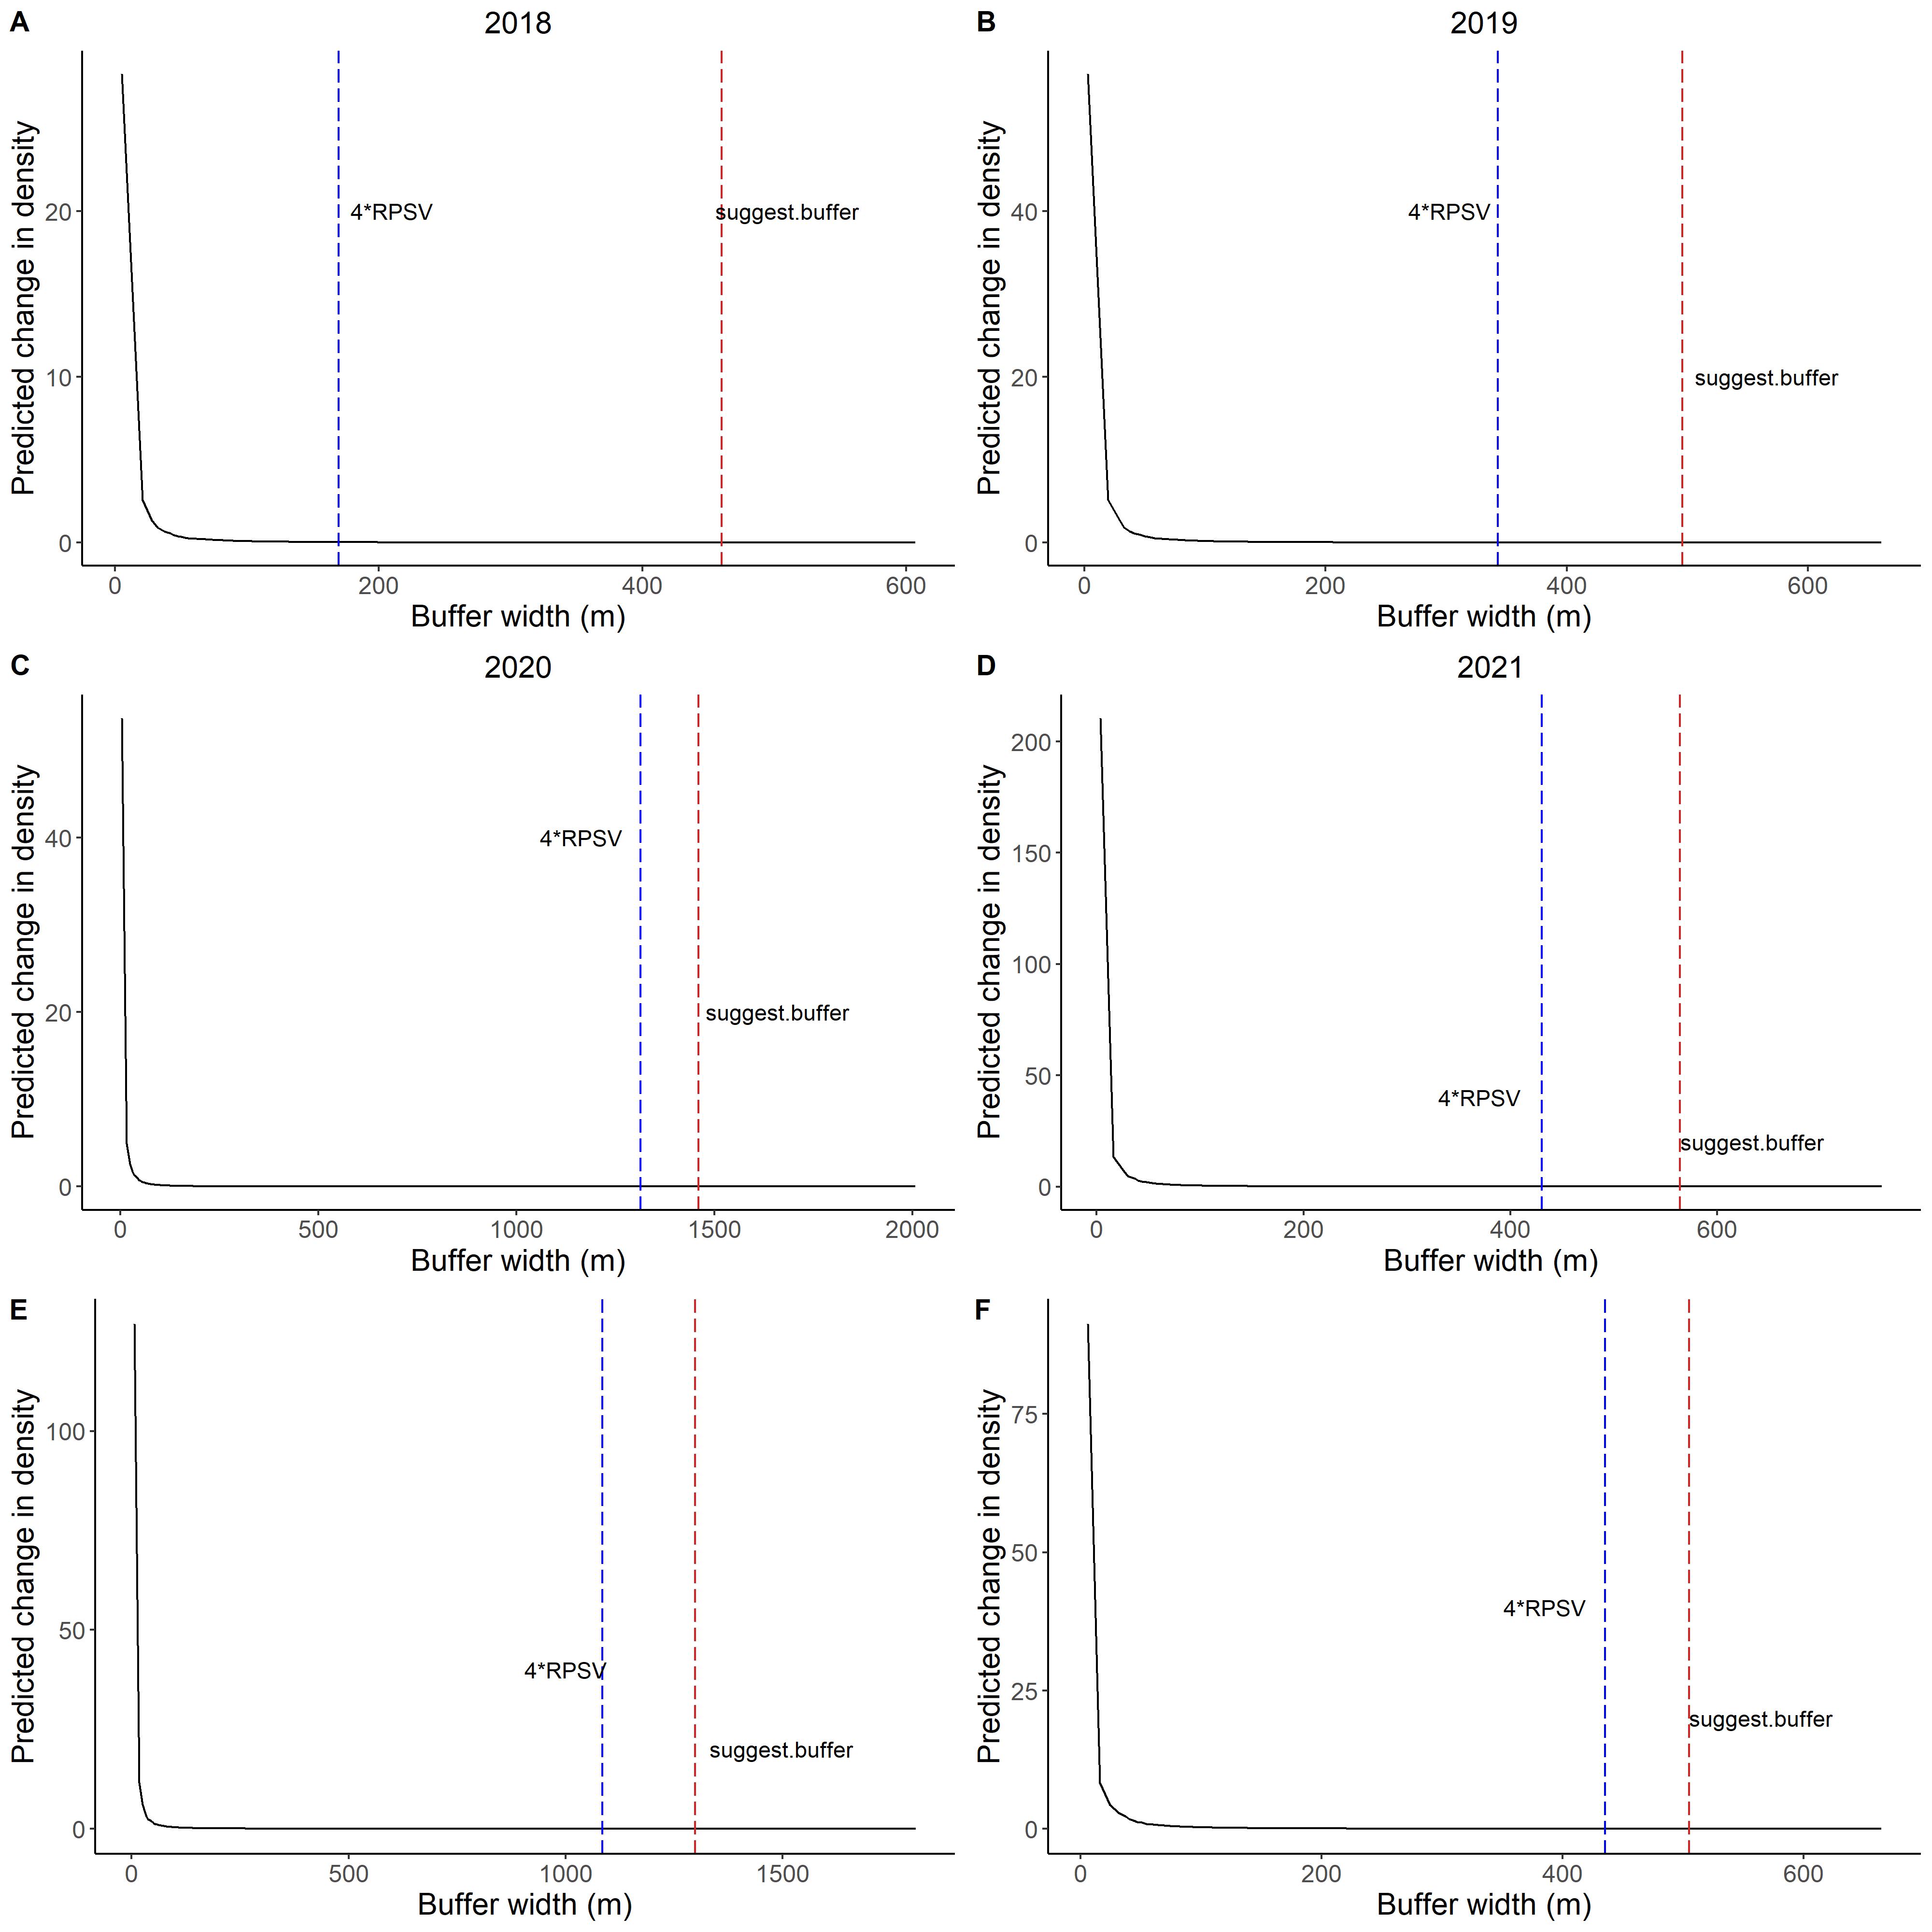 A
2018
Predicted change in density
20
10
0
4*RPSV
suggest.buffer
0
200
400
600
Buffer width (m)
B
2019
Predicted change in density
40
20
0
4*RPSV
suggest.buffer
0
200
400
600
Buffer width (m)
C
2020
Predicted change in density
40
20
0
4*RPSV
suggest.buffer
0
500
1000
1500
2000
Buffer width (m)
D
2021
Predicted change in density
200
150
100
50
0
4*RPSV
suggest.buffer
0
200
400
600
Buffer width (m)
E
Predicted change in density
100
50
0
4*RPSV
suggest.buffer
0
500
1000
1500
Buffer width (m)
F
Predicted change in density
75
50
25
0
4*RPSV
suggest.buffer
0
200
400
600
Buffer width (m)